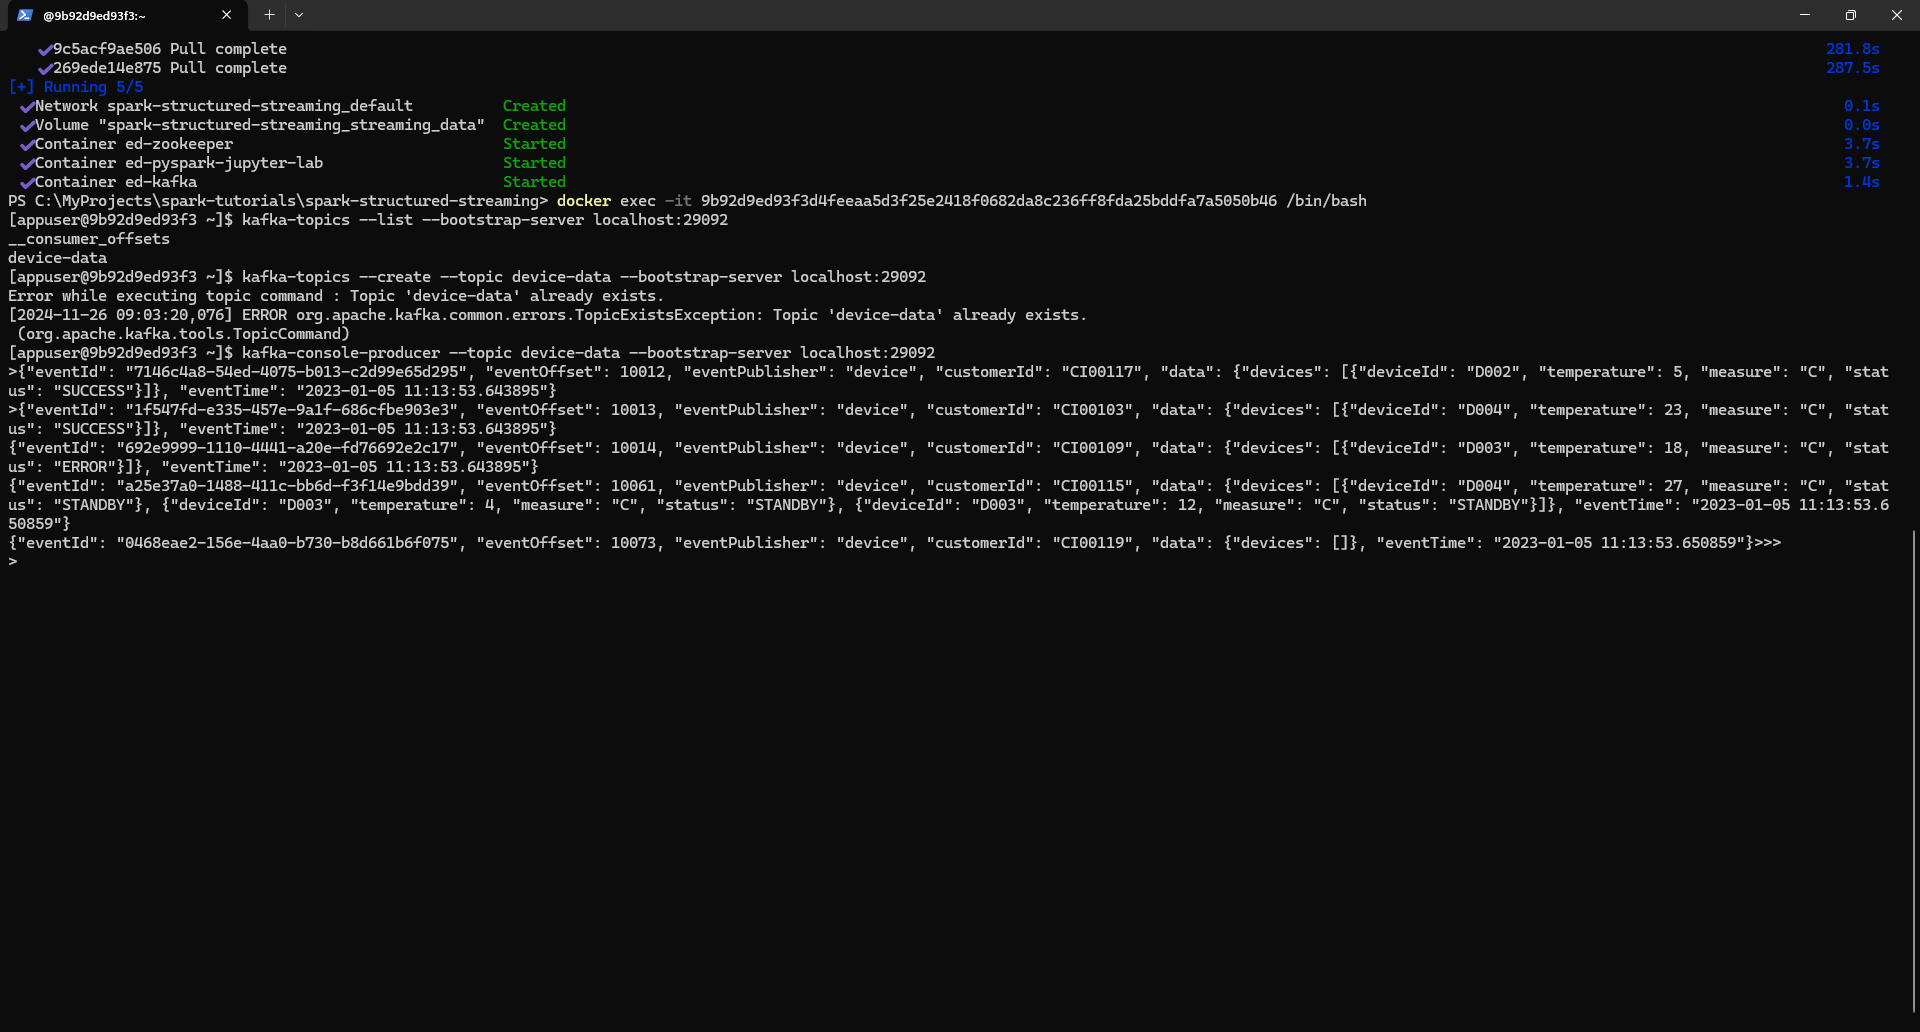 @9b92d9ed93f3:~
9c5acf9ae506 Pull complete 281.8s
269ede14e875 Pull complete 287.5s
[+] Running 5/5
Network spark-structured-streaming_default Created 0.1s
Volume "spark-structured-streaming_streaming_data" Created 0.0s
Container ed-zookeeper Started 3.7s
Container ed-pyspark-jupyter-lab Started 3.7s
Container ed-kafka Started 1.4s
PS C:\MyProjects\spark-tutorials\spark-structured-streaming> docker exec -it 9b92d9ed93f3d4feeaa5d3f25e2418f0682da8c236ff8fda25bddfa7a5050b46 /bin/bash
[appuser@9b92d9ed93f3 ~]$ kafka-topics --list --bootstrap-server localhost:29092
__consumer_offsets
device-data
[appuser@9b92d9ed93f3 ~]$ kafka-topics --create --topic device-data --bootstrap-server localhost:29092
Error while executing topic command : Topic 'device-data' already exists.
[2024-11-26 09:03:20,076] ERROR org.apache.kafka.common.errors.TopicExistsException: Topic 'device-data' already exists.
(org.apache.kafka.tools.TopicCommand)
[appuser@9b92d9ed93f3 ~]$ kafka-console-producer --topic device-data --bootstrap-server localhost:29092
>{"eventId": "7146c4a8-54ed-4075-b013-c2d99e65d295", "eventOffset": 10012, "eventPublisher": "device", "customerId": "CI00117", "data": {"devices": [{"deviceId": "D002", "temperature": 5, "measure": "C", "stat
us": "SUCCESS"}]}, "eventTime": "2023-01-05 11:13:53.643895"}
>{"eventId": "1f547fd-e335-457e-9a1f-686cfbe903e3", "eventOffset": 10013, "eventPublisher": "device", "customerId": "CI00103", "data": {"devices": [{"deviceId": "D004", "temperature": 23, "measure": "C", "stat
us": "SUCCESS"}]}, "eventTime": "2023-01-05 11:13:53.643895"}
{"eventId": "692e9999-1110-4441-a20e-fd76692e2c17", "eventOffset": 10014, "eventPublisher": "device", "customerId": "CI00109", "data": {"devices": [{"deviceId": "D003", "temperature": 18, "measure": "C", "stat
us": "ERROR"}]}, "eventTime": "2023-01-05 11:13:53.643895"}
{"eventId": "a25e37a0-1488-411c-bb6d-f3f14e9bdd39", "eventOffset": 10061, "eventPublisher": "device", "customerId": "CI00115", "data": {"devices": [{"deviceId": "D004", "temperature": 27, "measure": "C", "stat
us": "STANDBY"}, {"deviceId": "D003", "temperature": 4, "measure": "C", "status": "STANDBY"}, {"deviceId": "D003", "temperature": 12, "measure": "C", "status": "STANDBY"}]}, "eventTime": "2023-01-05 11:13:53.6
50859"}
{"eventId": "0468eae2-156e-4aa0-b730-b8d661b6f075", "eventOffset": 10073, "eventPublisher": "device", "customerId": "CI00119", "data": {"devices": []}, "eventTime": "2023-01-05 11:13:53.650859"}>>>
>